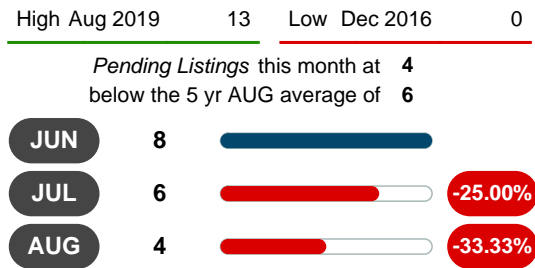 High Aug 2019 13 Low Dec 2016 0
Pending Listings this month at 4
below the 5 yr AUG average of 6
JUN 8
JUL 6 -25.00%
AUG 4 -33.33%